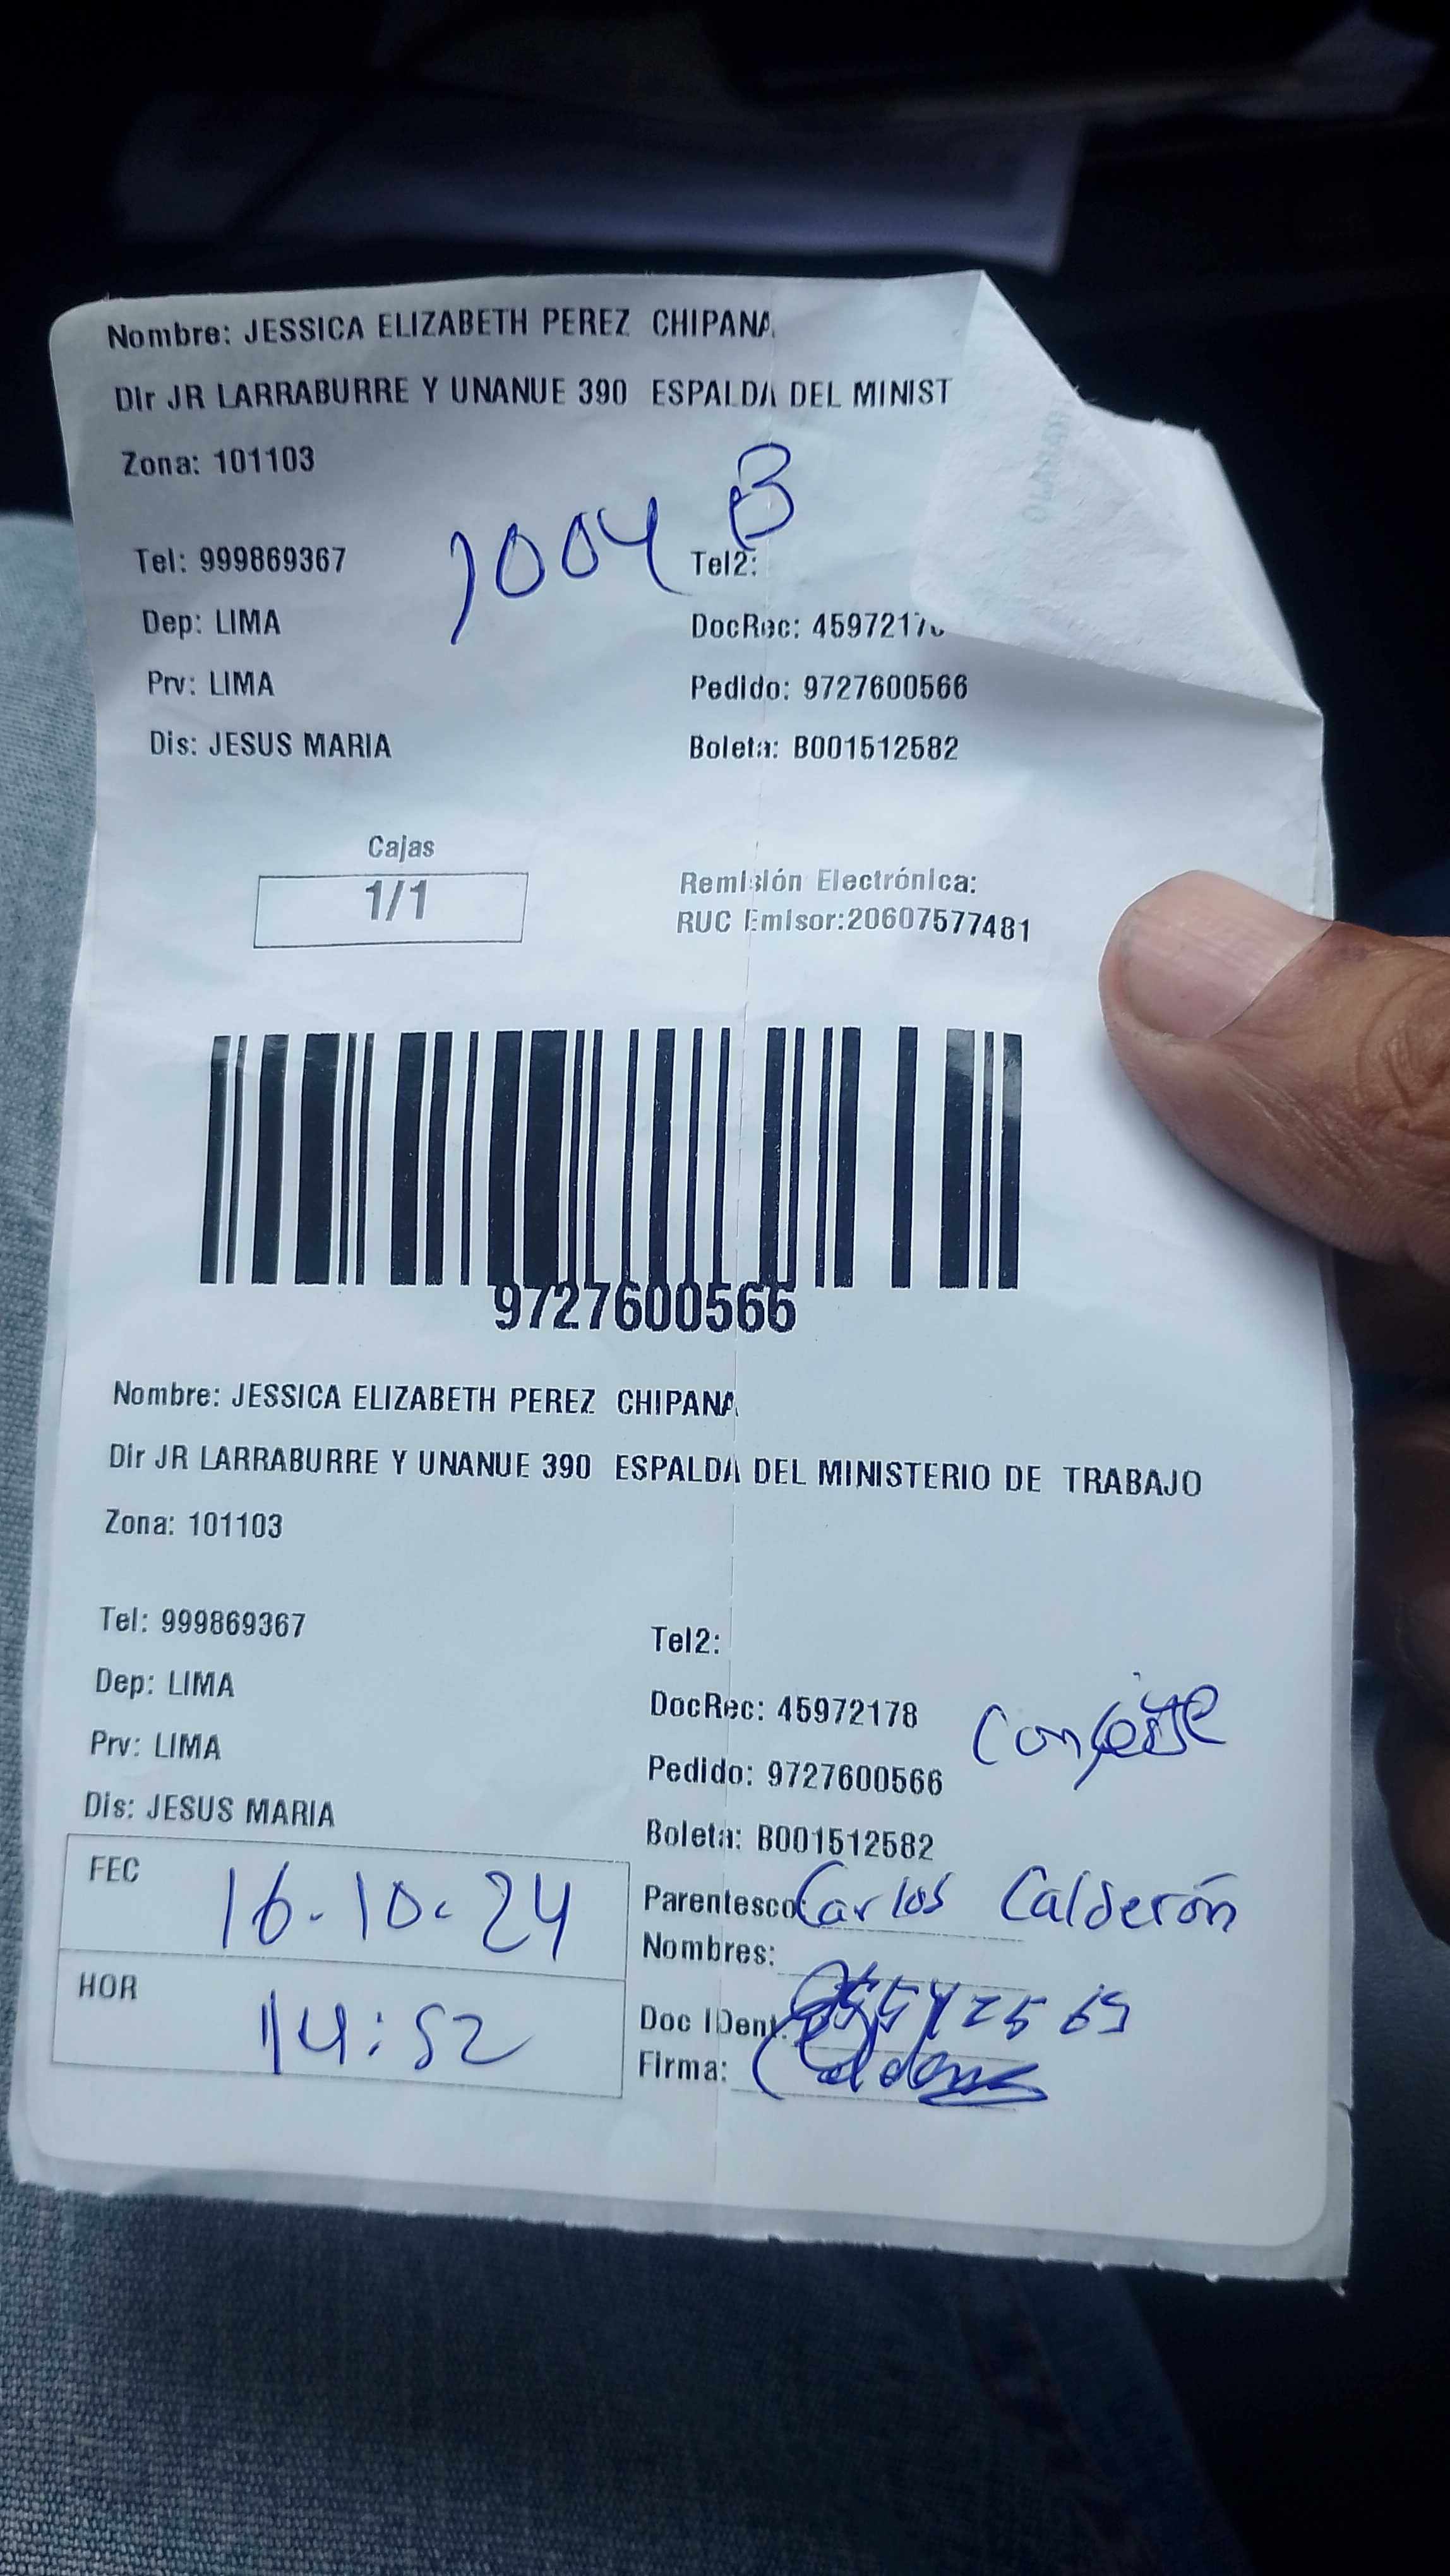 Nombre: JESSICA ELIZABETH PEREZ CHIPANA
Dir JR LARRABURRE Y UNANUE 390 ESPALDA DEL MINIST
Zona: 101103
1004 B
Tel: 999869367 Tel2:
Dep: LIMA DocRec: 4597217
Prv: LIMA Pedido: 9727600566
Dis: JESUS MARIA Boleta: B001512582
Cajas
1/1
Remisión Electrónica:
RUC Emisor:20607577481
9727600566
Nombre: JESSICA ELIZABETH PEREZ CHIPANA
Dir JR LARRABURRE Y UNANUE 390 ESPALDA DEL MINISTERIO DE TRABAJO
Zona: 101103
Tel: 999869367 Tel2:
Dep: LIMA DocRec: 45972178
Prv: LIMA Pedido: 9727600566
Dis: JESUS MARIA Boleta: B001512582
FEC 16-10-24 Parentesco: Carlos Calderón
Nombres:
HOR 14:52 Doc IDent.:
Firma: